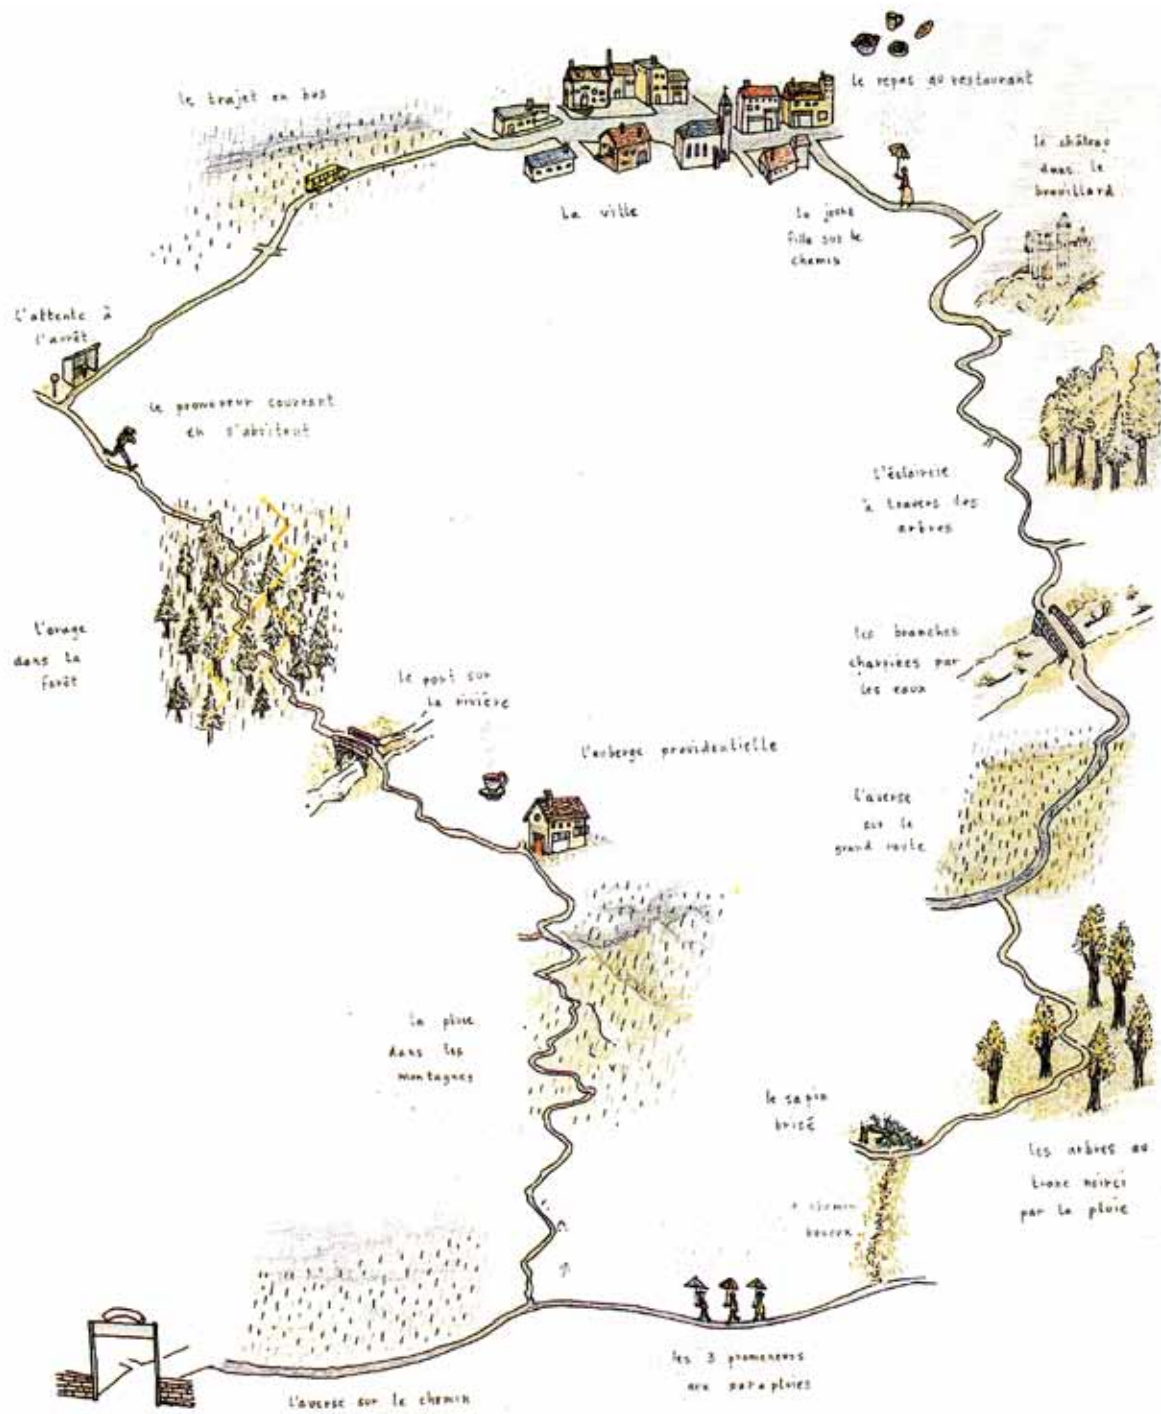 le repas au restaurant
le trajet en bus
le château
dans le
brouillard
la ville
la jeune
fille sur le
chemin
l'attente à
l'arrêt
le promeneur courant
en s'abritant
l'éclaircie
à travers les
arbres
l'orage
dans la
forêt
les branches
charriées par
les eaux
le pont sur
la rivière
l'auberge providentielle
l'averse
sur la
grand route
la pluie
dans les
montagnes
le sapin
brisé
les arbres au
tronc noirci
par la pluie
chemin
boueux
les 3 promeneurs
aux parapluies
l'averse sur le chemin